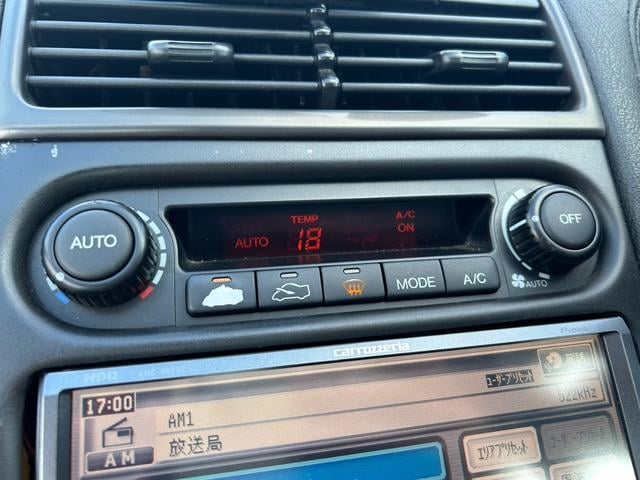 TEMP
A/C
AUTO
AUTO 18 ON
OFF
MODE A/C
AUTO
carrozzeria
HDD
17:00
AM1
ユーザープリセット
522kHz
放送局
AM
エリアプリセット